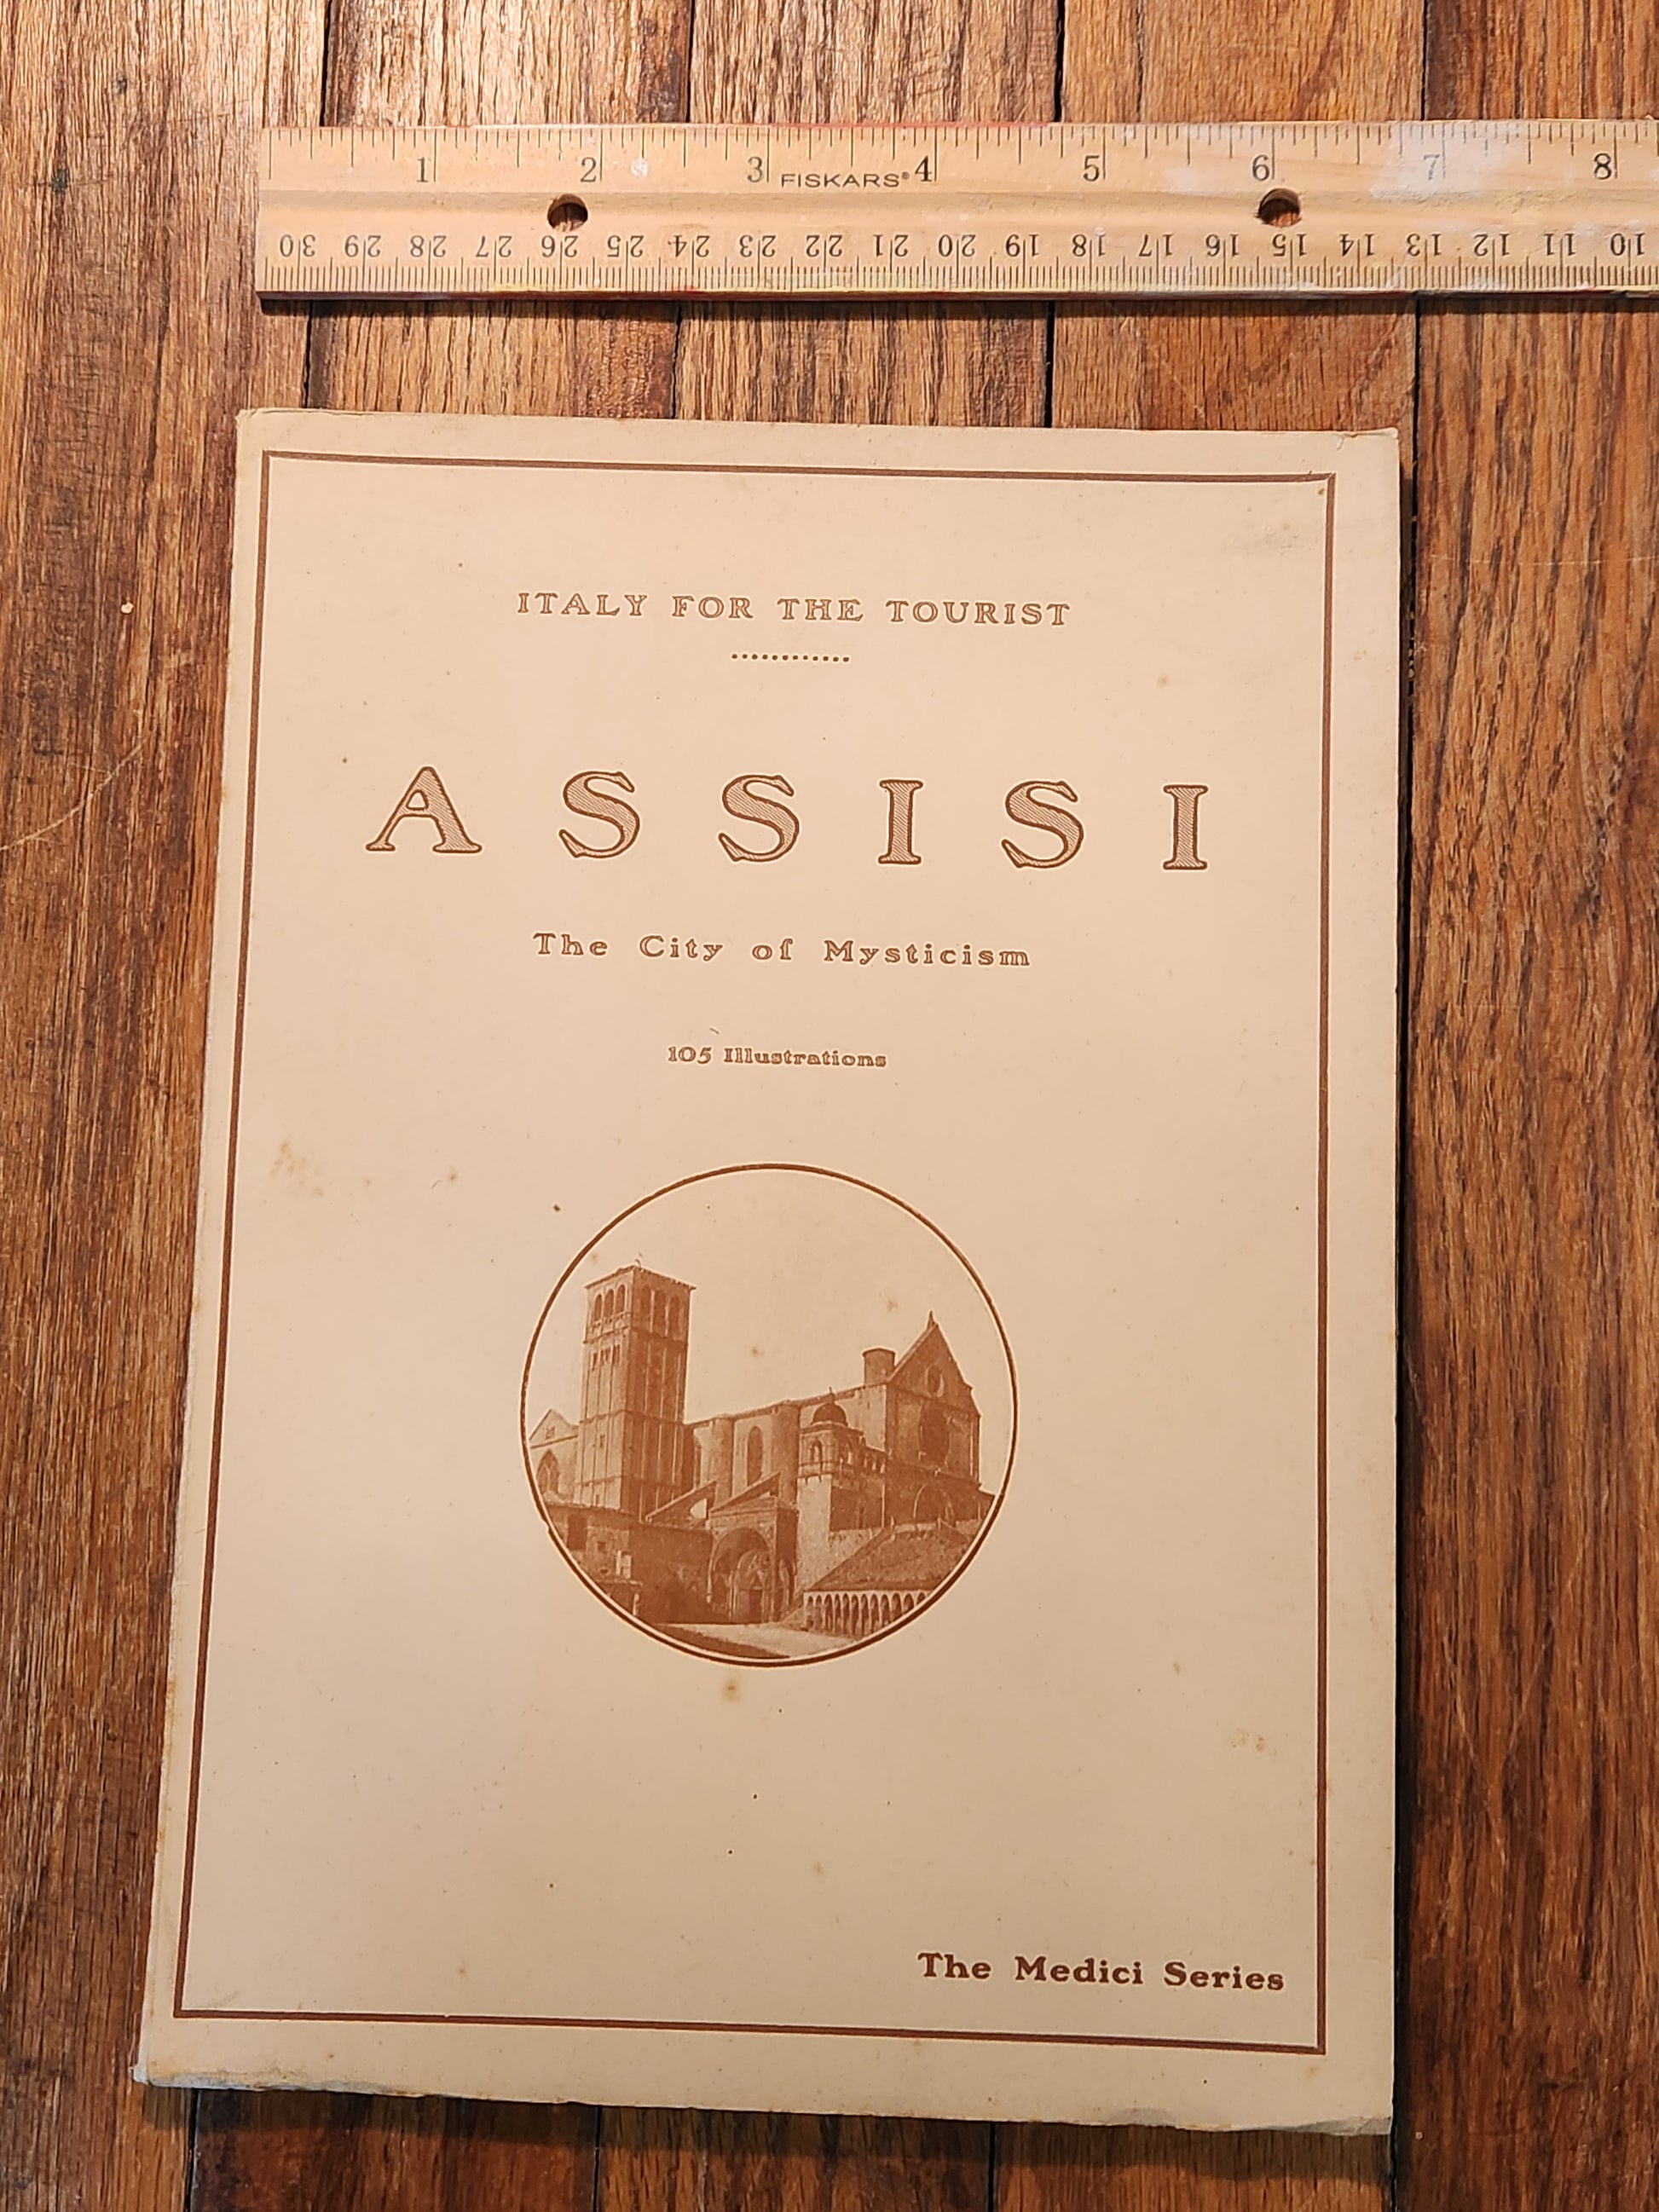 1 2 3 FISKARS® 4 5 6 7 8
30 29 28 27 26 25 24 23 22 21 20 19 18 17 16 15 14 13 12 11 10
ITALY FOR THE TOURIST
ASSISI
The City of Mysticism
105 Illustrations
The Medici Series